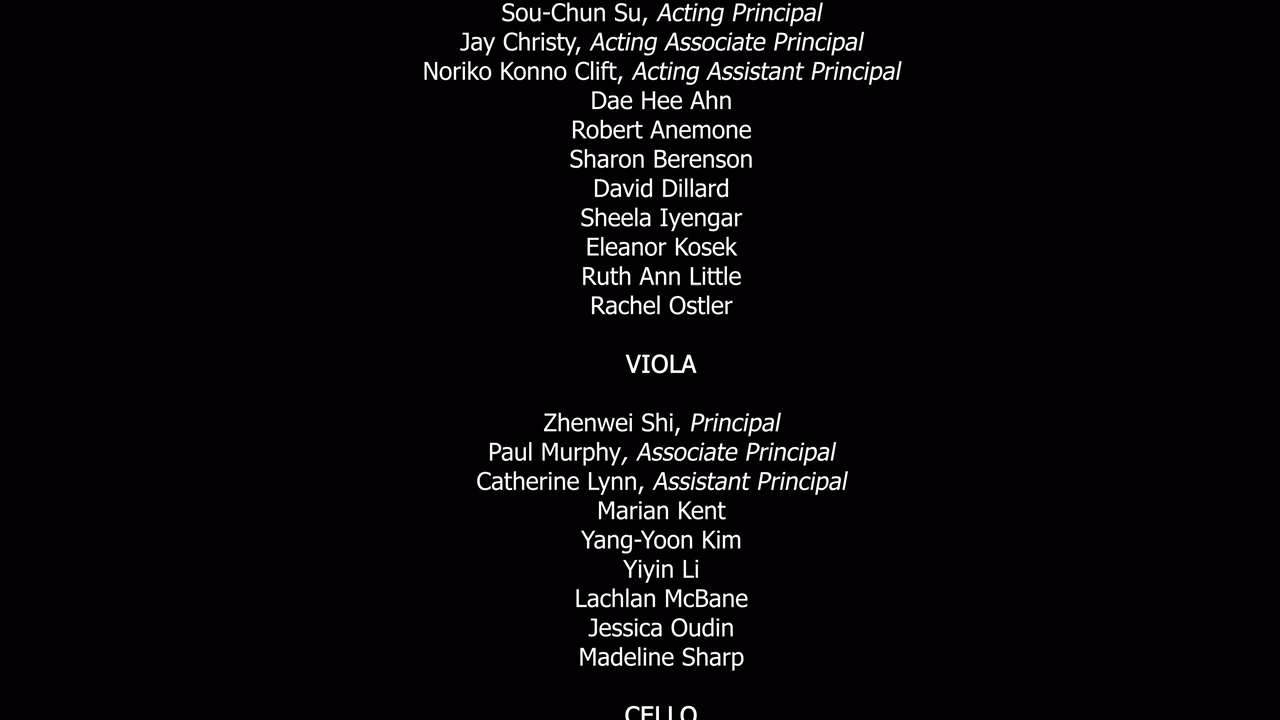 Sou-Chun Su, Acting Principal
Jay Christy, Acting Associate Principal
Noriko Konno Clift, Acting Assistant Principal
Dae Hee Ahn
Robert Anemone
Sharon Berenson
David Dillard
Sheela Iyengar
Eleanor Kosek
Ruth Ann Little
Rachel Ostler
VIOLA
Zhenwei Shi, Principal
Paul Murphy, Associate Principal
Catherine Lynn, Assistant Principal
Marian Kent
Yang-Yoon Kim
Yiyin Li
Lachlan McBane
Jessica Oudin
Madeline Sharp
CELLO